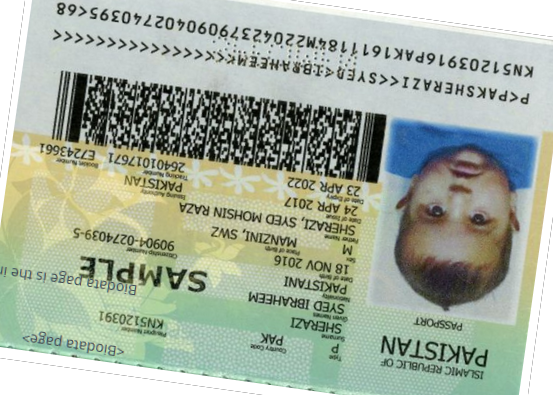 <Biodata page>
Biodata page is the in
ISLAMIC REPUBLIC OF
PAKISTAN
PASSPORT
Type
P
Country Code
PAK
Passport Number
KN5120391
Surname
SHERAZI
Given Names
SYED IBRAHEEM
SAMPLE
Nationality
PAKISTANI
Date of Birth
18 NOV 2016
Citizenship Number
90904-0274039-5
Sex
M
Place of Birth
MANZINI, SWZ
Father Name
SHERAZI, SYED MOHSIN RAZA
Date of Issue
24 APR 2017
Issuing Authority
PAKISTAN
Date of Expiry
23 APR 2022
Tracking Number
26401017671
Booklet Number
E7243661
P<PAKSHERAZI<<SYED<IBRAHEEM<<<<<<<<<<<<<<<<<
KN51203916PAK1611184M22042379090402740395<68